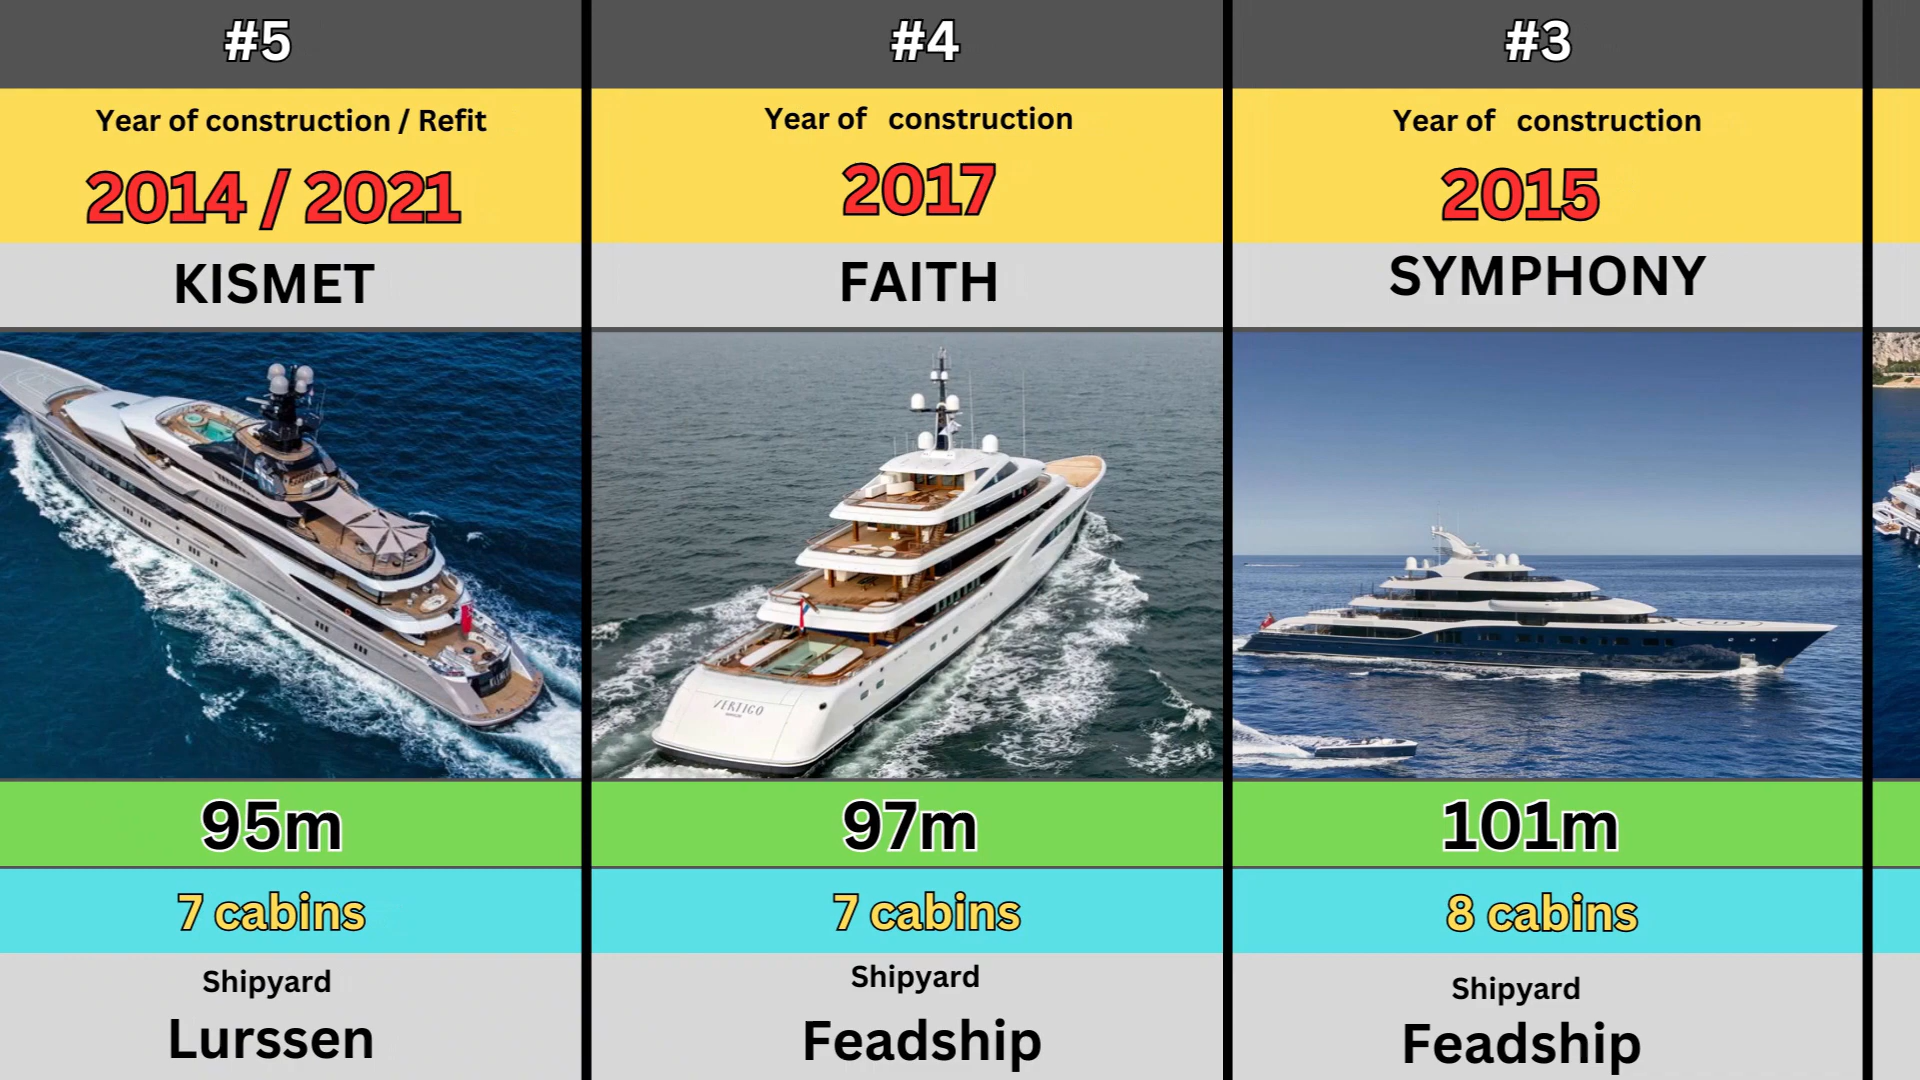 #5
Year of construction / Refit
2014 / 2021
KISMET
95m
7 cabins
Shipyard
Lurssen
#4
Year of construction
2017
FAITH
VERTIGO
97m
7 cabins
Shipyard
Feadship
#3
Year of construction
2015
SYMPHONY
101m
8 cabins
Shipyard
Feadship